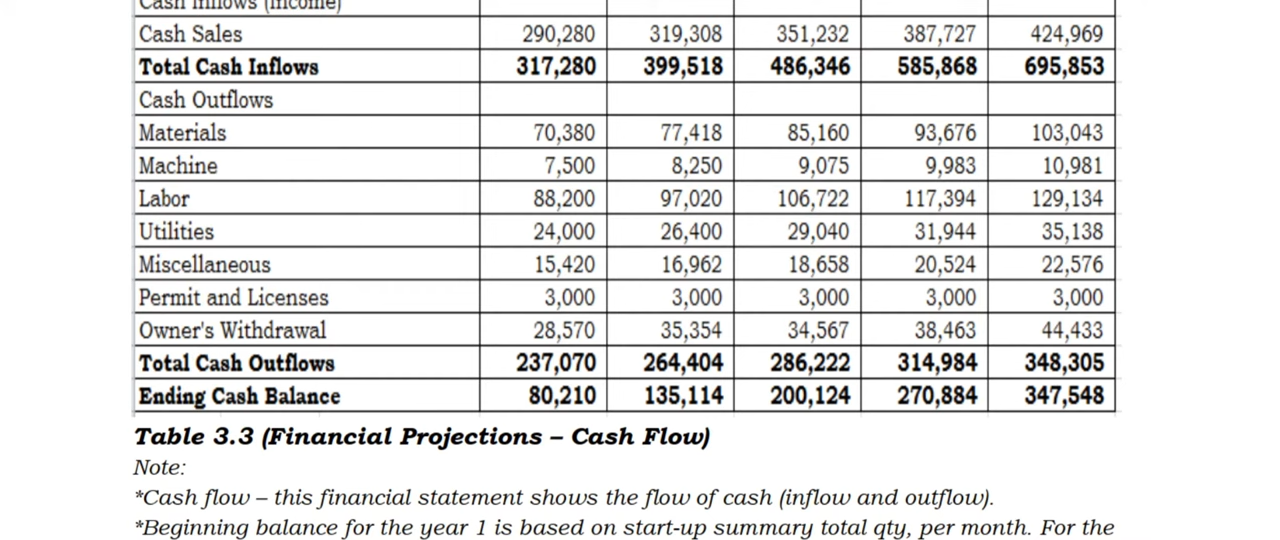 Cash Inflows (Income)
Cash Sales 290,280 319,308 351,232 387,727 424,969
Total Cash Inflows 317,280 399,518 486,346 585,868 695,853
Cash Outflows
Materials 70,380 77,418 85,160 93,676 103,043
Machine 7,500 8,250 9,075 9,983 10,981
Labor 88,200 97,020 106,722 117,394 129,134
Utilities 24,000 26,400 29,040 31,944 35,138
Miscellaneous 15,420 16,962 18,658 20,524 22,576
Permit and Licenses 3,000 3,000 3,000 3,000 3,000
Owner's Withdrawal 28,570 35,354 34,567 38,463 44,433
Total Cash Outflows 237,070 264,404 286,222 314,984 348,305
Ending Cash Balance 80,210 135,114 200,124 270,884 347,548
Table 3.3 (Financial Projections – Cash Flow)
Note:
*Cash flow – this financial statement shows the flow of cash (inflow and outflow).
*Beginning balance for the year 1 is based on start-up summary total qty, per month. For the